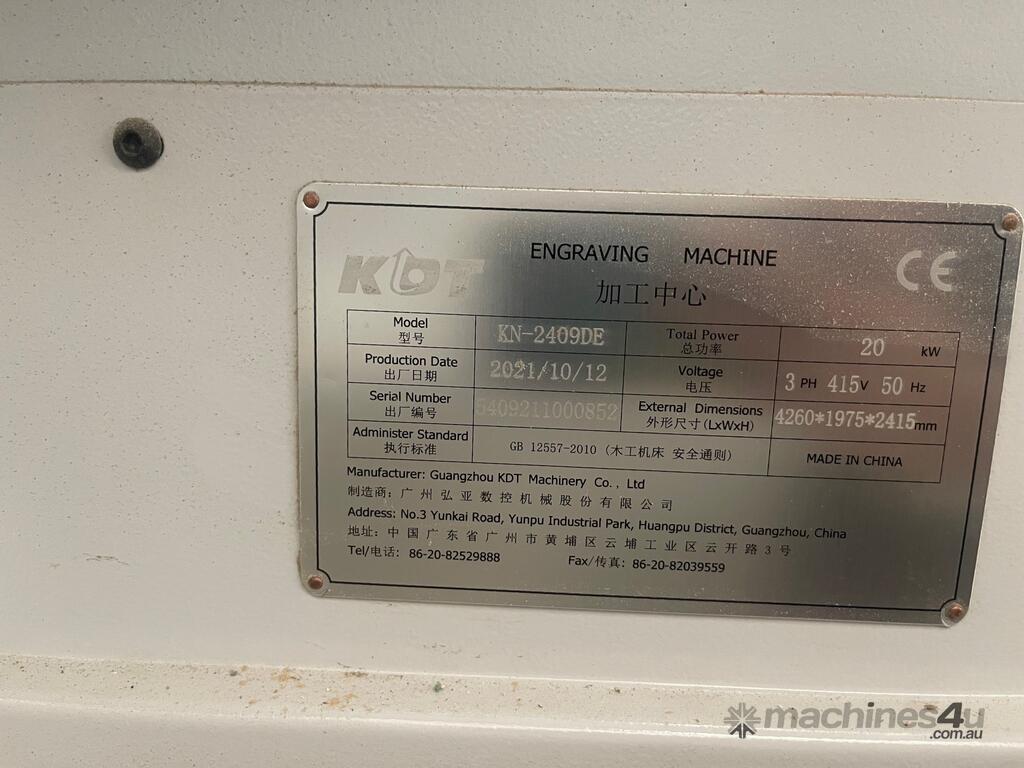 KDT
ENGRAVING MACHINE
CE
加工中心
Model
型号
KN-2409DE
Total Power
总功率
20 kW
Production Date
出厂日期
2021/10/12
Voltage
电压
3 PH 415V 50 Hz
Serial Number
出厂编号
5409211000852
External Dimensions
外形尺寸(LxWxH)
4260*1975*2415mm
Administer Standard
执行标准
GB 12557-2010 (木工机床 安全通则)
MADE IN CHINA
Manufacturer: Guangzhou KDT Machinery Co., Ltd
制造商: 广州弘亚数控机械股份有限公司
Address: No.3 Yunkai Road, Yunpu Industrial Park, Huangpu District, Guangzhou, China
地址: 中国广东省广州市黄埔区云埔工业区云开路3号
Tel/电话: 86-20-82529888 Fax/传真: 86-20-82039559
machines4u
.com.au